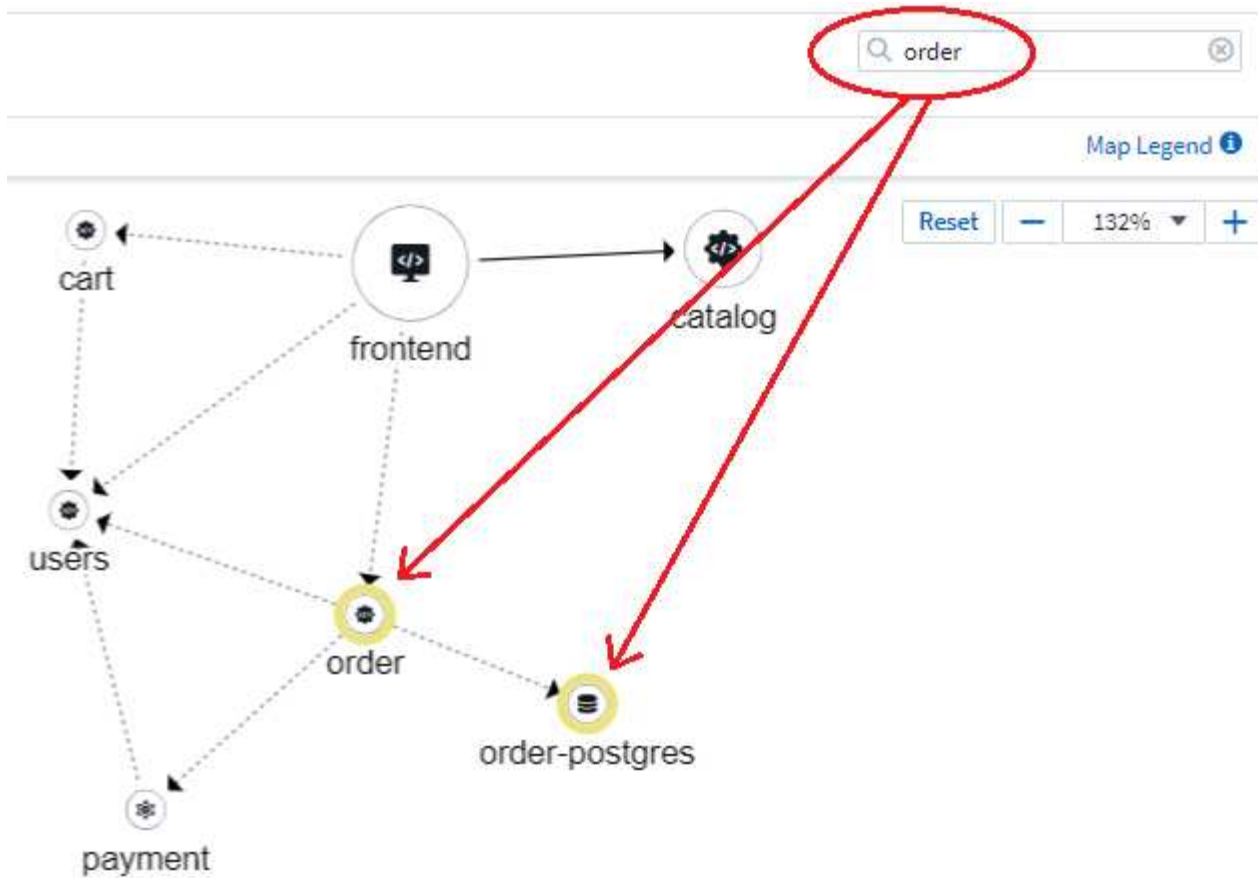 order
Map Legend
Reset − 132% +
cart
frontend
catalog
users
order
order-postgres
payment